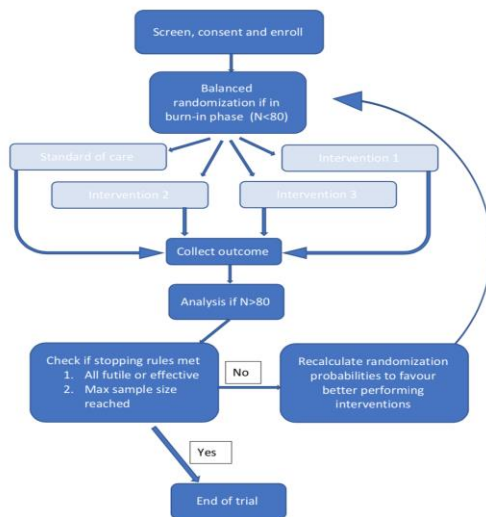 Screen, consent and enroll
Balanced
randomization if in
burn-in phase  (N<80)
Standard of care
Intervention 1
Intervention 2
Intervention 3
Collect outcome
Analysis if N>80
Check if stopping rules met
1. All futile or effective
2. Max sample size
reached
No
Recalculate randomization
probabilities to favour
better performing
interventions
Yes
End of trial